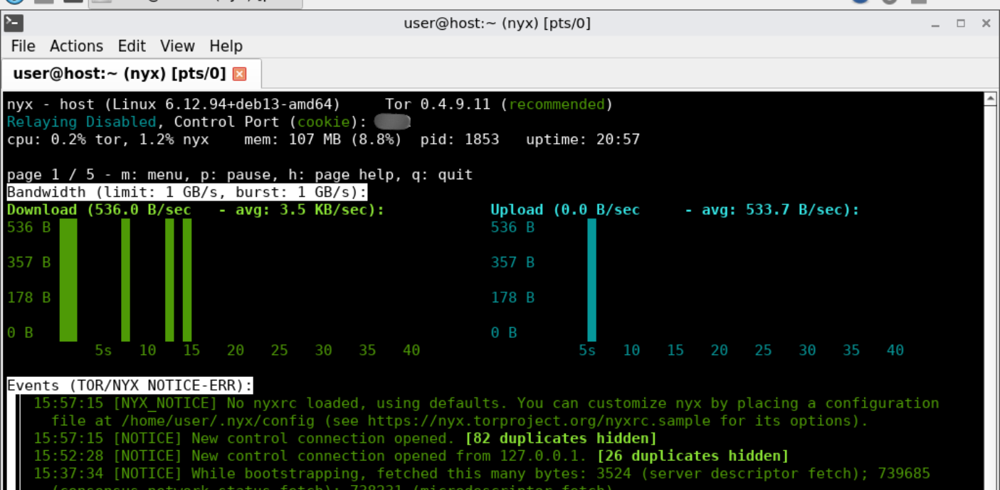 user@host:~ (nyx) [pts/0]
File Actions Edit View Help
user@host:~ (nyx) [pts/0]
nyx - host (Linux 6.12.94+deb13-amd64) Tor 0.4.9.11 (recommended)
Relaying Disabled, Control Port (cookie):
cpu: 0.2% tor, 1.2% nyx mem: 107 MB (8.8%) pid: 1853 uptime: 20:57
page 1 / 5 - m: menu, p: pause, h: page help, q: quit
Bandwidth (limit: 1 GB/s, burst: 1 GB/s):
Download (536.0 B/sec - avg: 3.5 KB/sec): Upload (0.0 B/sec - avg: 533.7 B/sec):
536 B 536 B
357 B 357 B
178 B 178 B
0 B 0 B
5s 10 15 20 25 30 35 40 5s 10 15 20 25 30 35 40
Events (TOR/NYX NOTICE-ERR):
15:57:15 [NYX_NOTICE] No nyxrc loaded, using defaults. You can customize nyx by placing a configuration
file at /home/user/.nyx/config (see https://nyx.torproject.org/nyxrc.sample for its options).
15:57:15 [NOTICE] New control connection opened. [82 duplicates hidden]
15:52:28 [NOTICE] New control connection opened from 127.0.0.1. [26 duplicates hidden]
15:37:34 [NOTICE] While bootstrapping, fetched this many bytes: 3524 (server descriptor fetch); 739685
(consensus network-status fetch); 738231 (microdescriptor fetch)